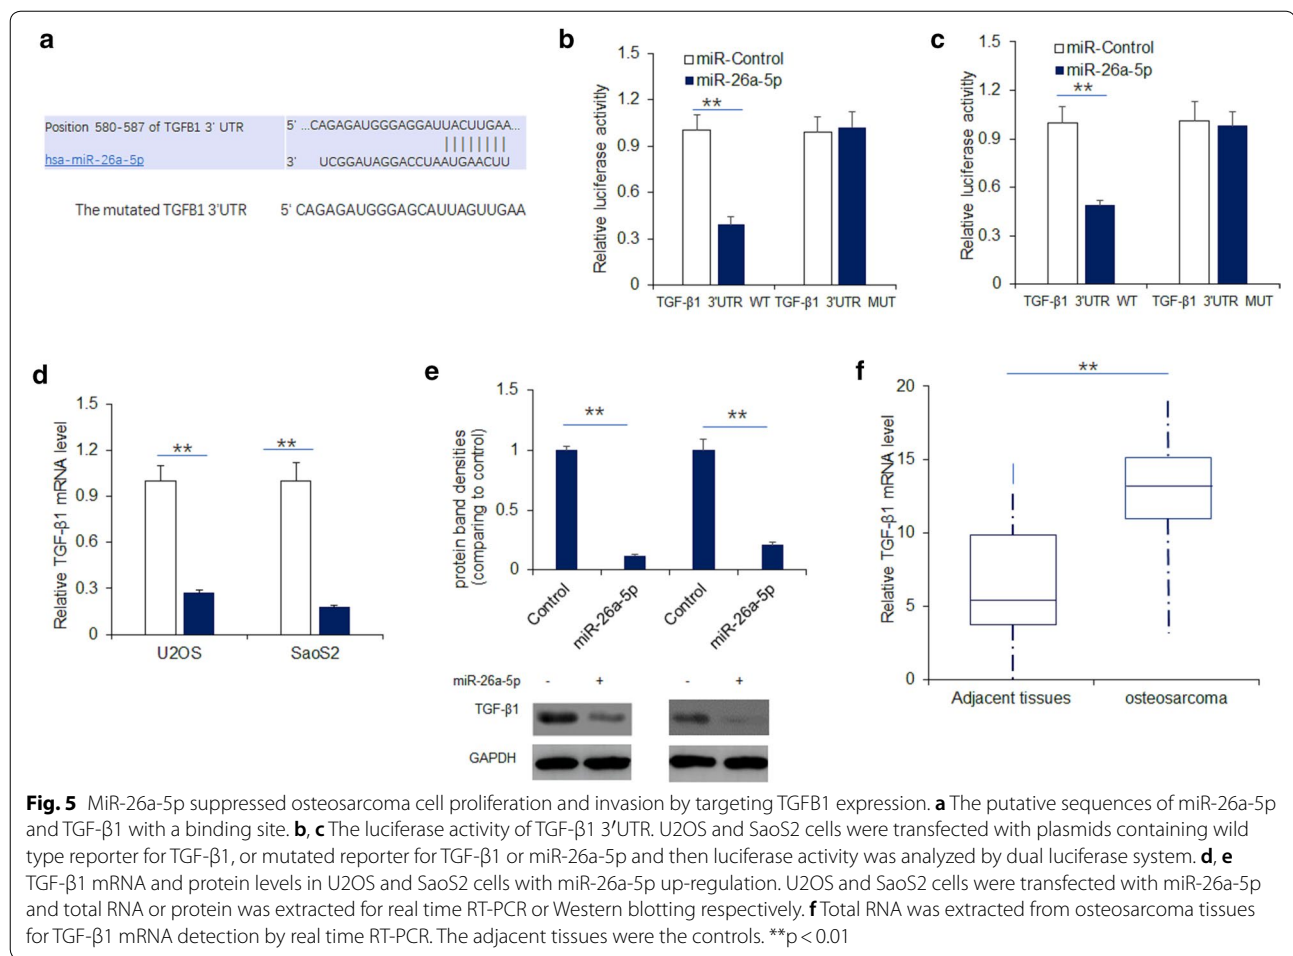 a
Position 580-587 of TGFB1 3' UTR
5' ...CAGAGAUGGGAGGAUUACUUGAA...
hsa-miR-26a-5p
3' UCGGAUAGGACCUAAUGAACUU
The mutated TGFB1 3'UTR 5' CAGAGAUGGGAGCAUUAGUUGAA
b
miR-Control
miR-26a-5p
**
Relative luciferase activitly
1.5
1.2
0.9
0.6
0.3
0
TGF-β1 3'UTR WT TGF-β1 3'UTR MUT
c
miR-Control
miR-26a-5p
**
Relative luciferase activity
1.5
1.2
0.9
0.6
0.3
0
TGF-β1 3'UTR WT TGF-β1 3'UTR MUT
d
Relative TGF-β1 mRNA level
1.5
1.2
0.9
0.6
0.3
0
** **
U2OS SaoS2
e
protein band densities
(comparing to control)
1.5
1
0.5
0
** **
Control miR-26a-5p Control miR-26a-5p
miR-26a-5p - + - +
TGF-β1
GAPDH
f
**
Relative TGF-β1 mRNA level
20
15
10
5
0
Adjacent tissues osteosarcoma
Fig. 5 MiR-26a-5p suppressed osteosarcoma cell proliferation and invasion by targeting TGFB1 expression. a The putative sequences of miR-26a-5p
and TGF-β1 with a binding site. b, c The luciferase activity of TGF-β1 3′UTR. U2OS and SaoS2 cells were transfected with plasmids containing wild
type reporter for TGF-β1, or mutated reporter for TGF-β1 or miR-26a-5p and then luciferase activity was analyzed by dual luciferase system. d, e
TGF-β1 mRNA and protein levels in U2OS and SaoS2 cells with miR-26a-5p up-regulation. U2OS and SaoS2 cells were transfected with miR-26a-5p
and total RNA or protein was extracted for real time RT-PCR or Western blotting respectively. f Total RNA was extracted from osteosarcoma tissues
for TGF-β1 mRNA detection by real time RT-PCR. The adjacent tissues were the controls. **p < 0.01